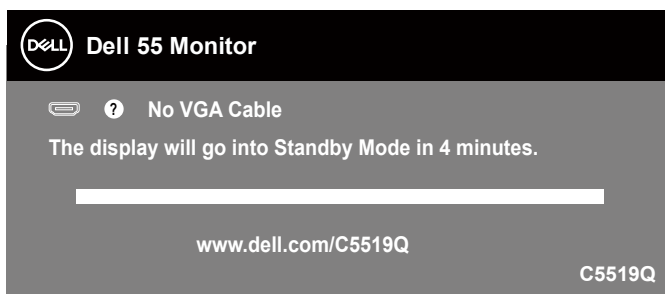 DELL Dell 55 Monitor
? No VGA Cable
The display will go into Standby Mode in 4 minutes.
www.dell.com/C5519Q
C5519Q